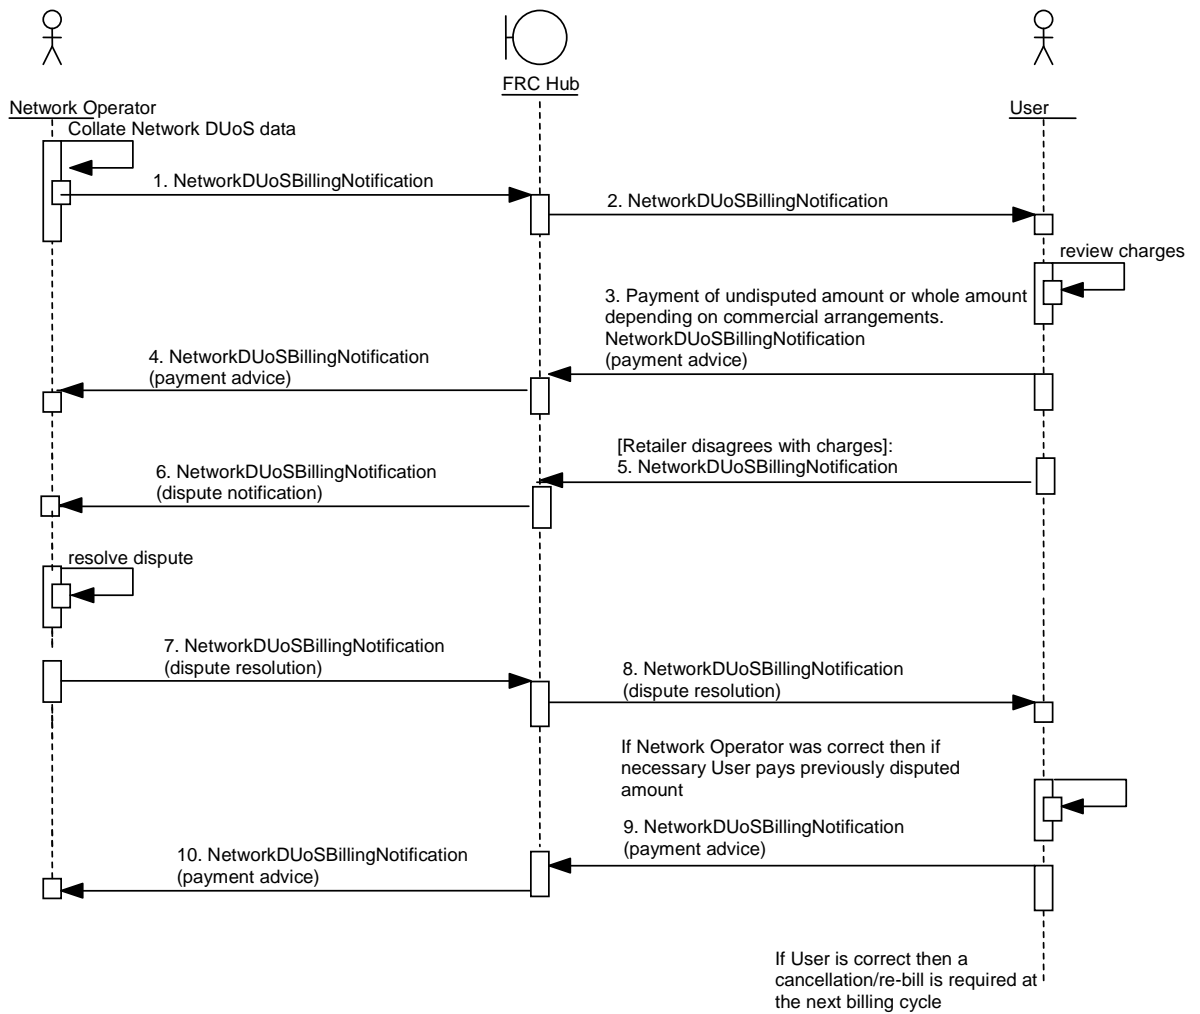 FRC Hub
Network Operator
User
Collate Network DUoS data
1. NetworkDUoSBillingNotification
2. NetworkDUoSBillingNotification
review charges
3. Payment of undisputed amount or whole amount
depending on commercial arrangements.
NetworkDUoSBillingNotification
(payment advice)
4. NetworkDUoSBillingNotification
(payment advice)
[Retailer disagrees with charges]:
5. NetworkDUoSBillingNotification
6. NetworkDUoSBillingNotification
(dispute notification)
resolve dispute
7. NetworkDUoSBillingNotification
(dispute resolution)
8. NetworkDUoSBillingNotification
(dispute resolution)
If Network Operator was correct then if
necessary User pays previously disputed
amount
9. NetworkDUoSBillingNotification
(payment advice)
10. NetworkDUoSBillingNotification
(payment advice)
If User is correct then a
cancellation/re-bill is required at
the next billing cycle